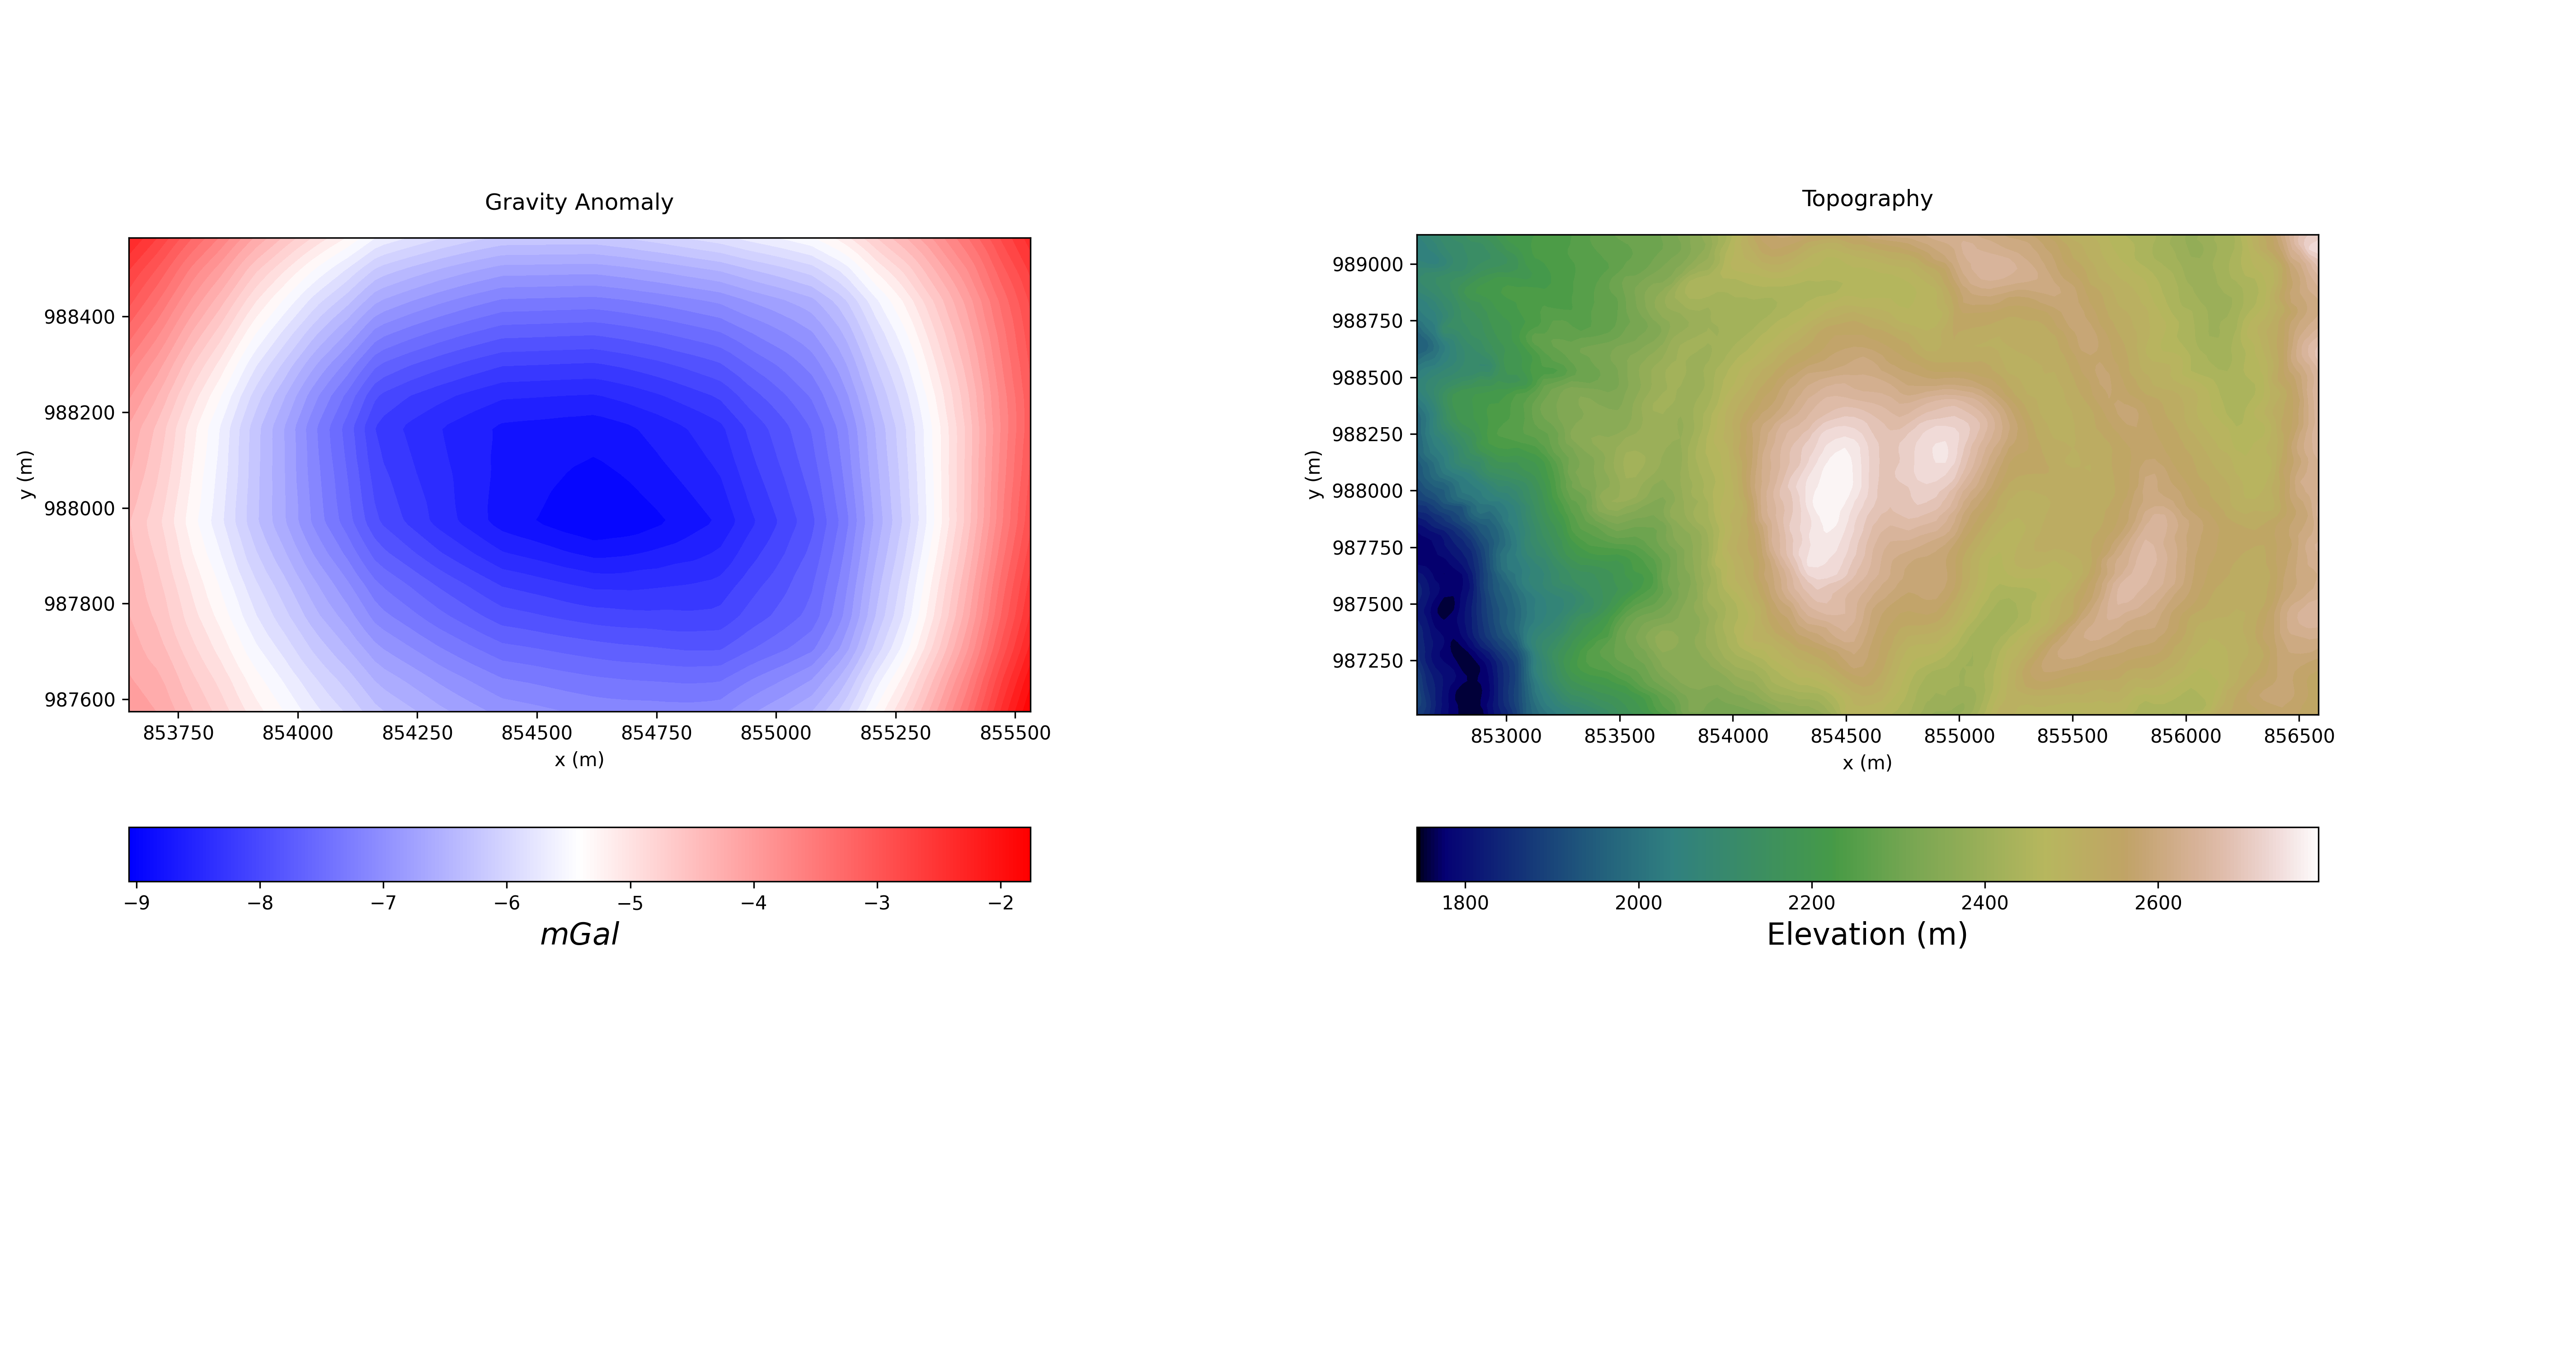 Gravity Anomaly
988400
988200
988000
987800
987600
y (m)
853750 854000 854250 854500 854750 855000 855250 855500
x (m)
−9 −8 −7 −6 −5 −4 −3 −2
mGal
Topography
989000
988750
988500
988250
988000
987750
987500
987250
y (m)
853000 853500 854000 854500 855000 855500 856000 856500
x (m)
1800 2000 2200 2400 2600
Elevation (m)